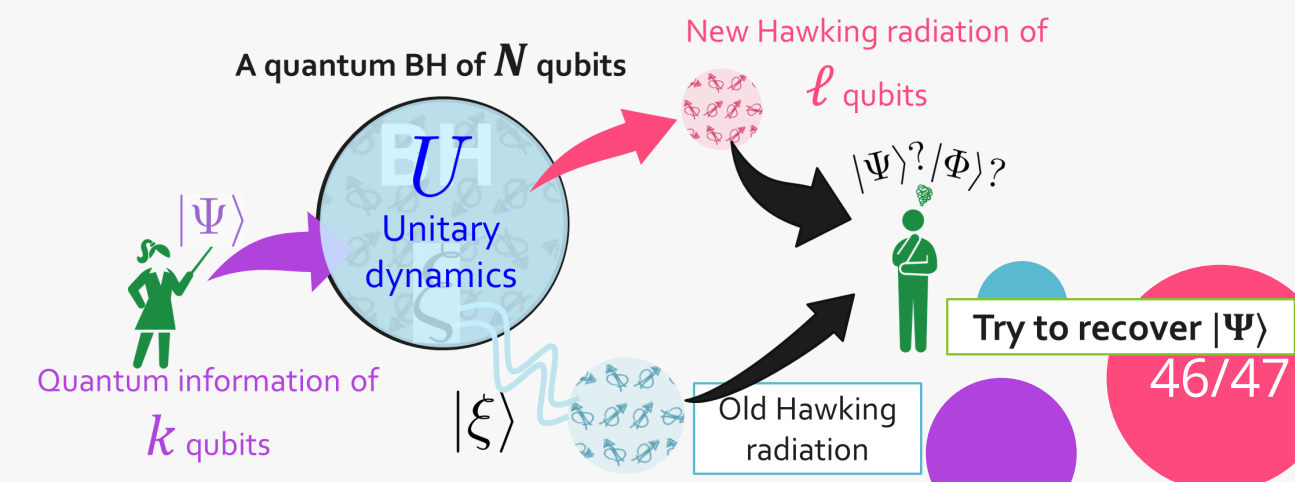 New Hawking radiation of
ℓ qubits
A quantum BH of N qubits
BH
U
Unitary
dynamics
ξ
|Ψ⟩
|Ψ⟩?|Φ⟩?
Try to recover |Ψ⟩
46/47
Quantum information of
k qubits
|ξ⟩
Old Hawking
radiation